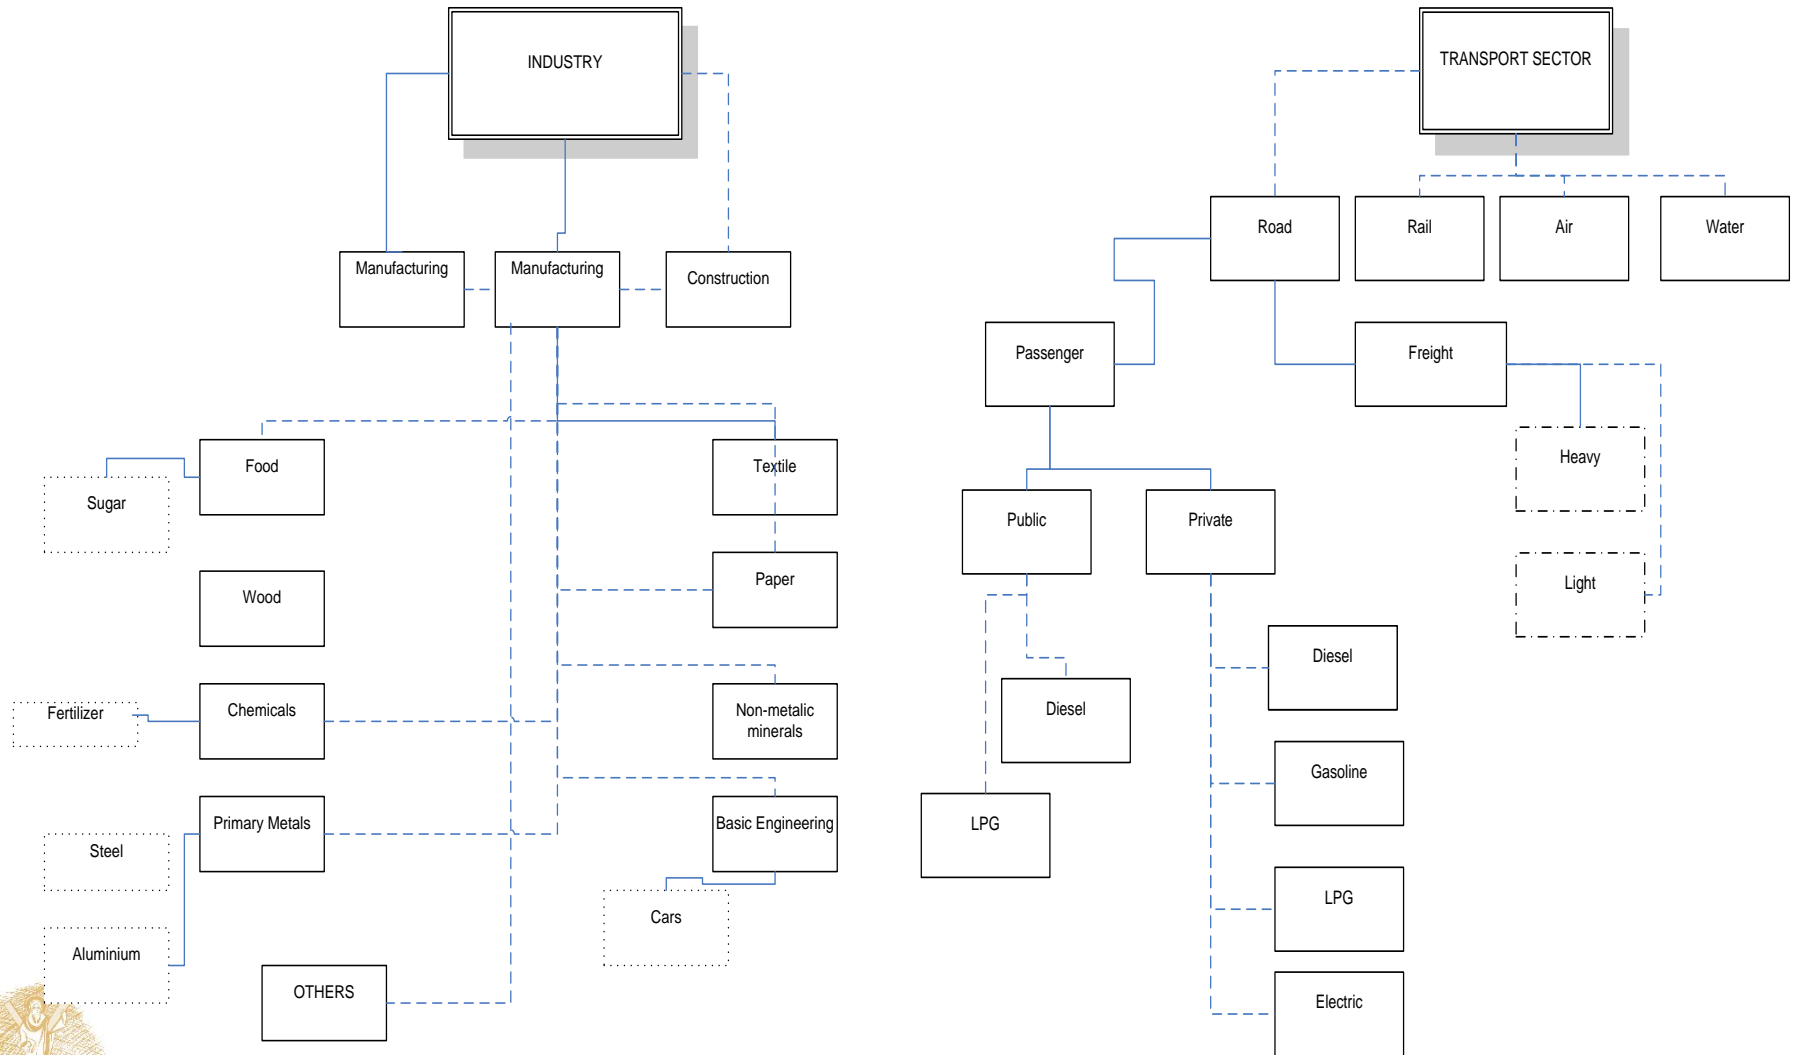 INDUSTRY
Manufacturing
Manufacturing
Construction
Food
Textile
Sugar
Paper
Wood
Fertilizer
Chemicals
Non-metalic
minerals
Primary Metals
Basic Engineering
Steel
Cars
Aluminium
OTHERS
TRANSPORT SECTOR
Road
Rail
Air
Water
Passenger
Freight
Heavy
Public
Private
Light
Diesel
Diesel
Gasoline
LPG
LPG
Electric